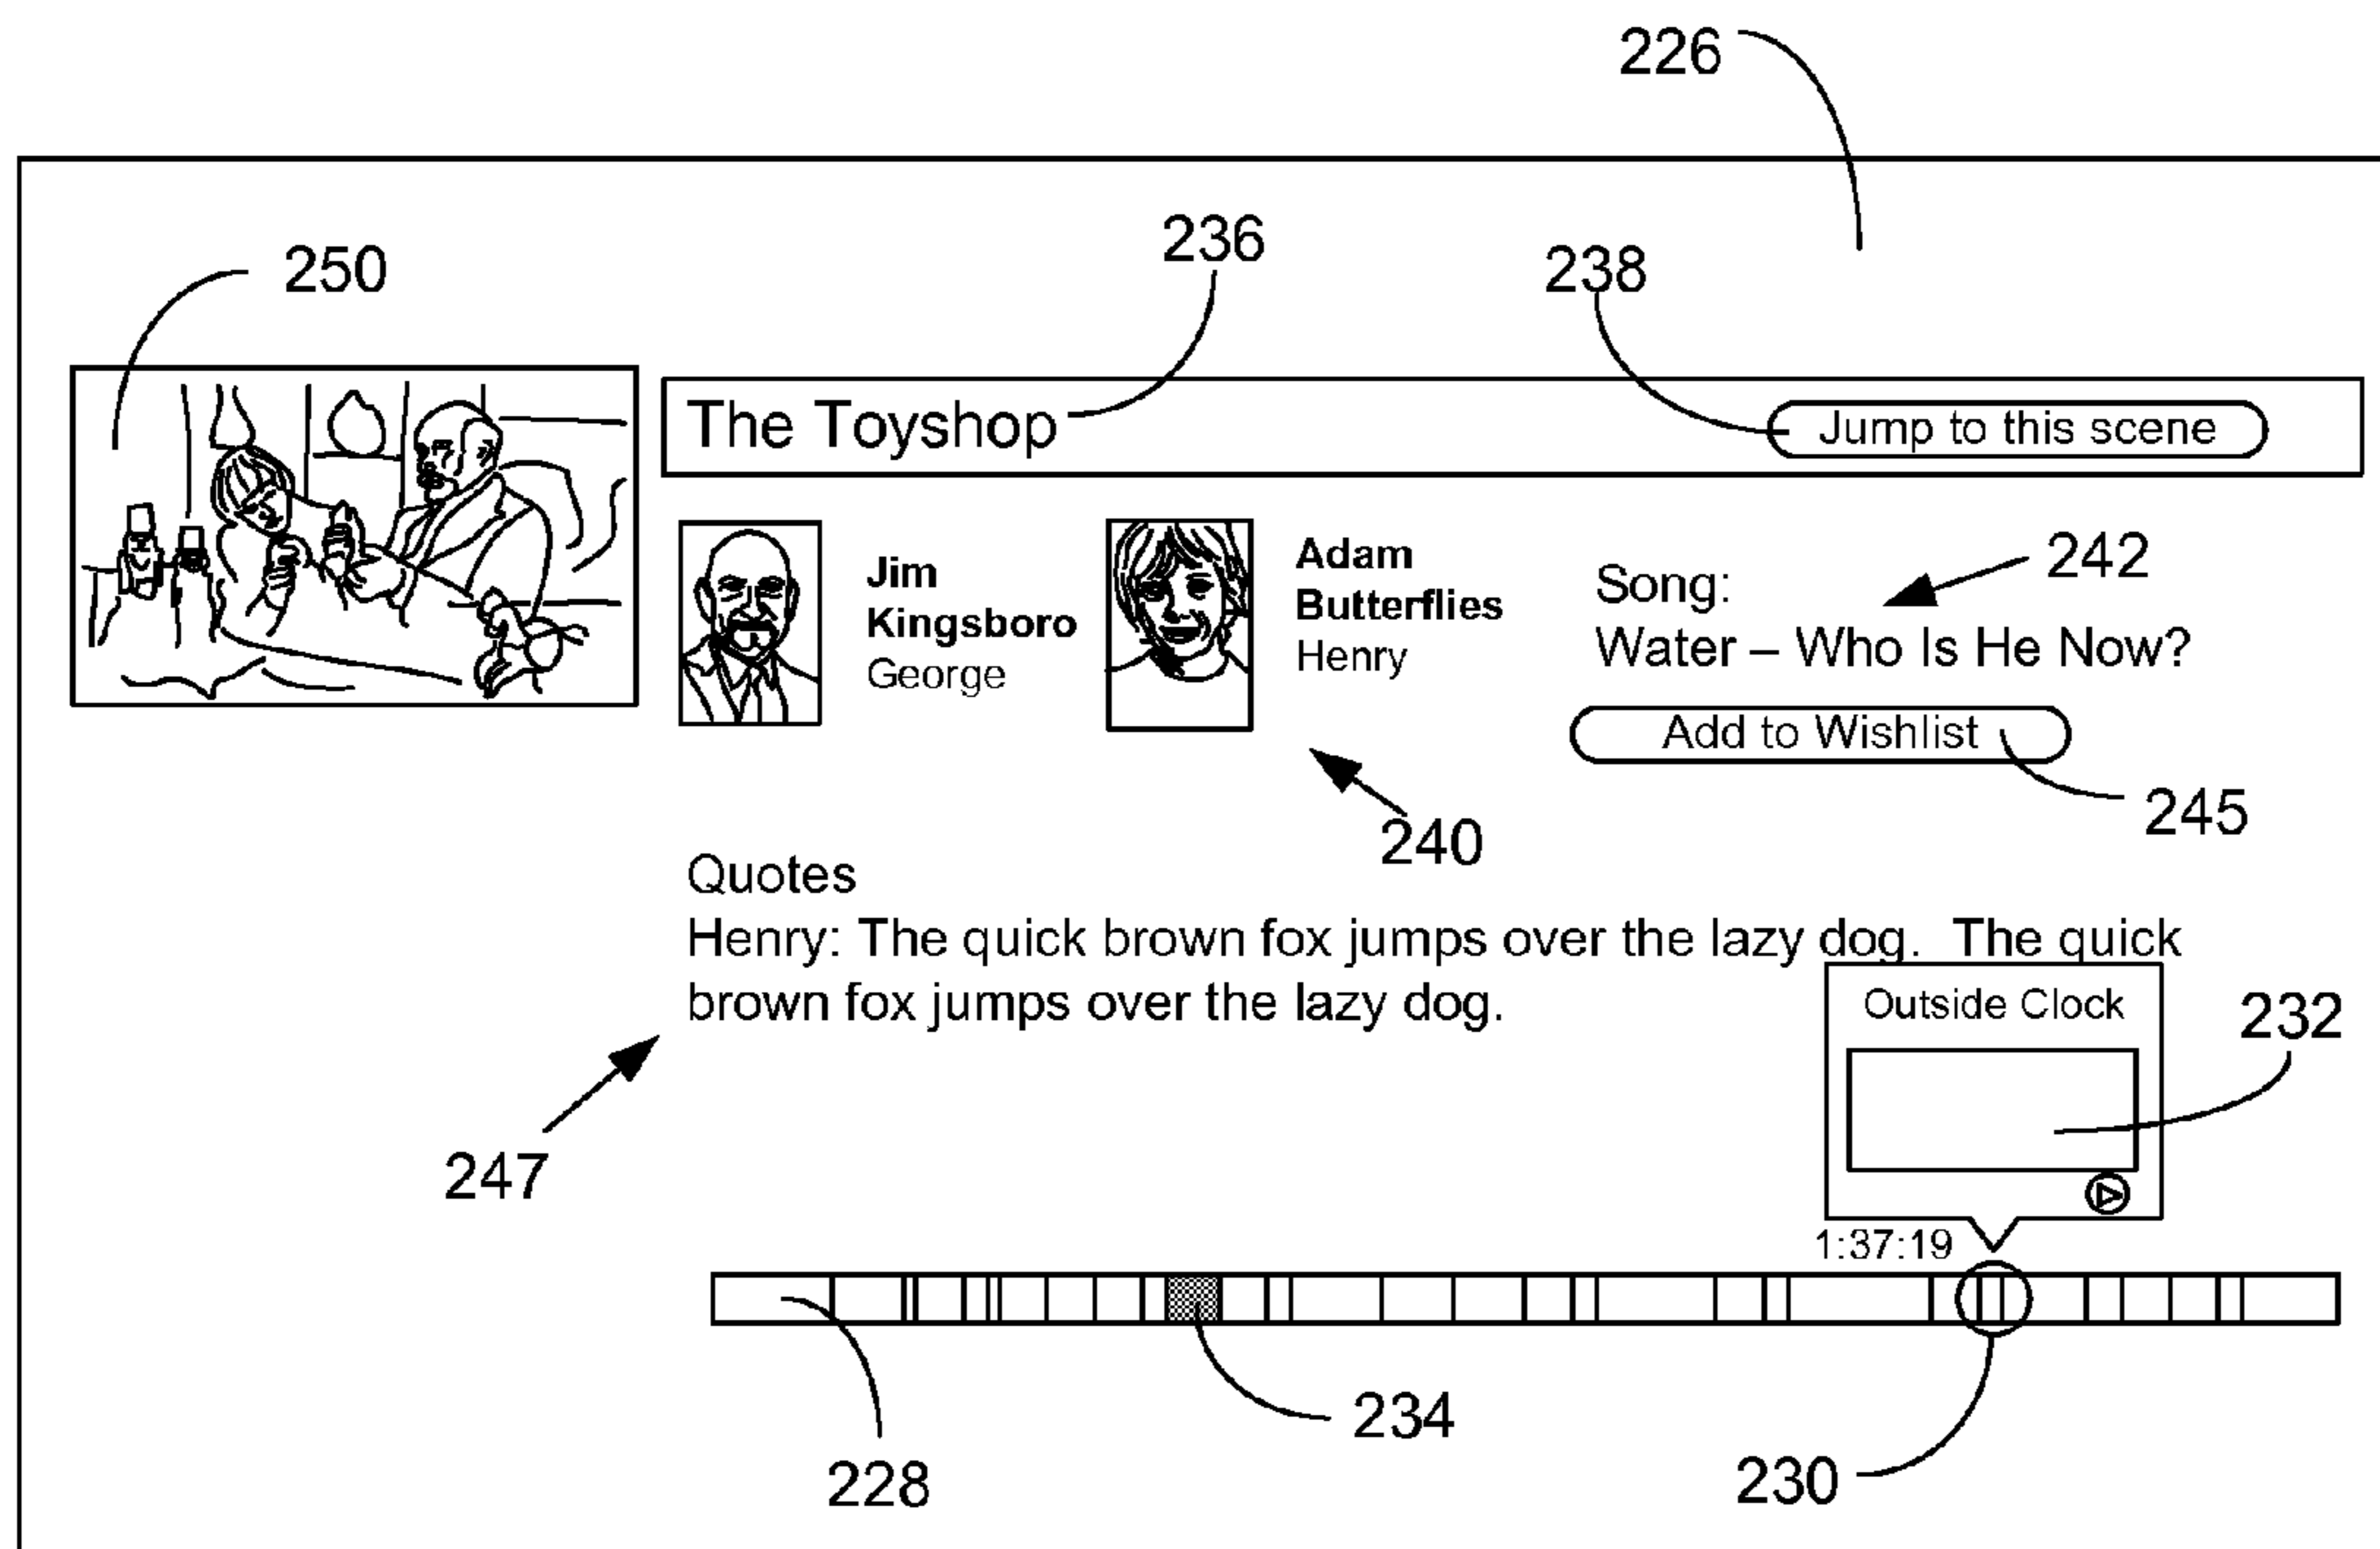 226
236
238
250
The Toyshop
Jump to this scene
Jim
Kingsboro
George
Adam
Butterflies
Henry
242
Song:
Water – Who Is He Now?
Add to Wishlist
245
240
Quotes
Henry: The quick brown fox jumps over the lazy dog.  The quick
brown fox jumps over the lazy dog.
Outside Clock
232
247
1:37:19
234
228
230